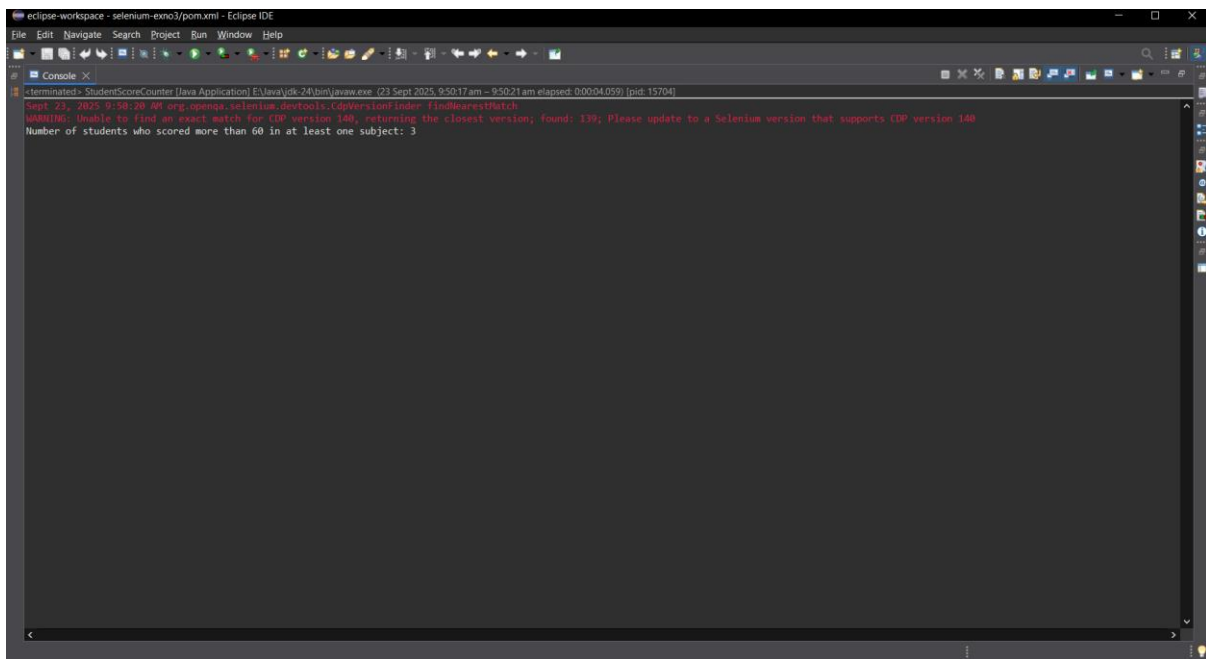 eclipse-workspace - selenium-exno3/pom.xml - Eclipse IDE
File Edit Navigate Search Project Run Window Help
Console
<terminated> StudentScoreCounter [Java Application] E:\Java\jdk-24\bin\javaw.exe (23 Sept 2025, 9:50:17 am – 9:50:21 am elapsed: 0:00:04.059) [pid: 15704]
Sept 23, 2025 9:50:20 AM org.openqa.selenium.devtools.CdpVersionFinder findNearestMatch
WARNING: Unable to find an exact match for CDP version 140, returning the closest version; found: 139; Please update to a Selenium version that supports CDP version 140
Number of students who scored more than 60 in at least one subject: 3